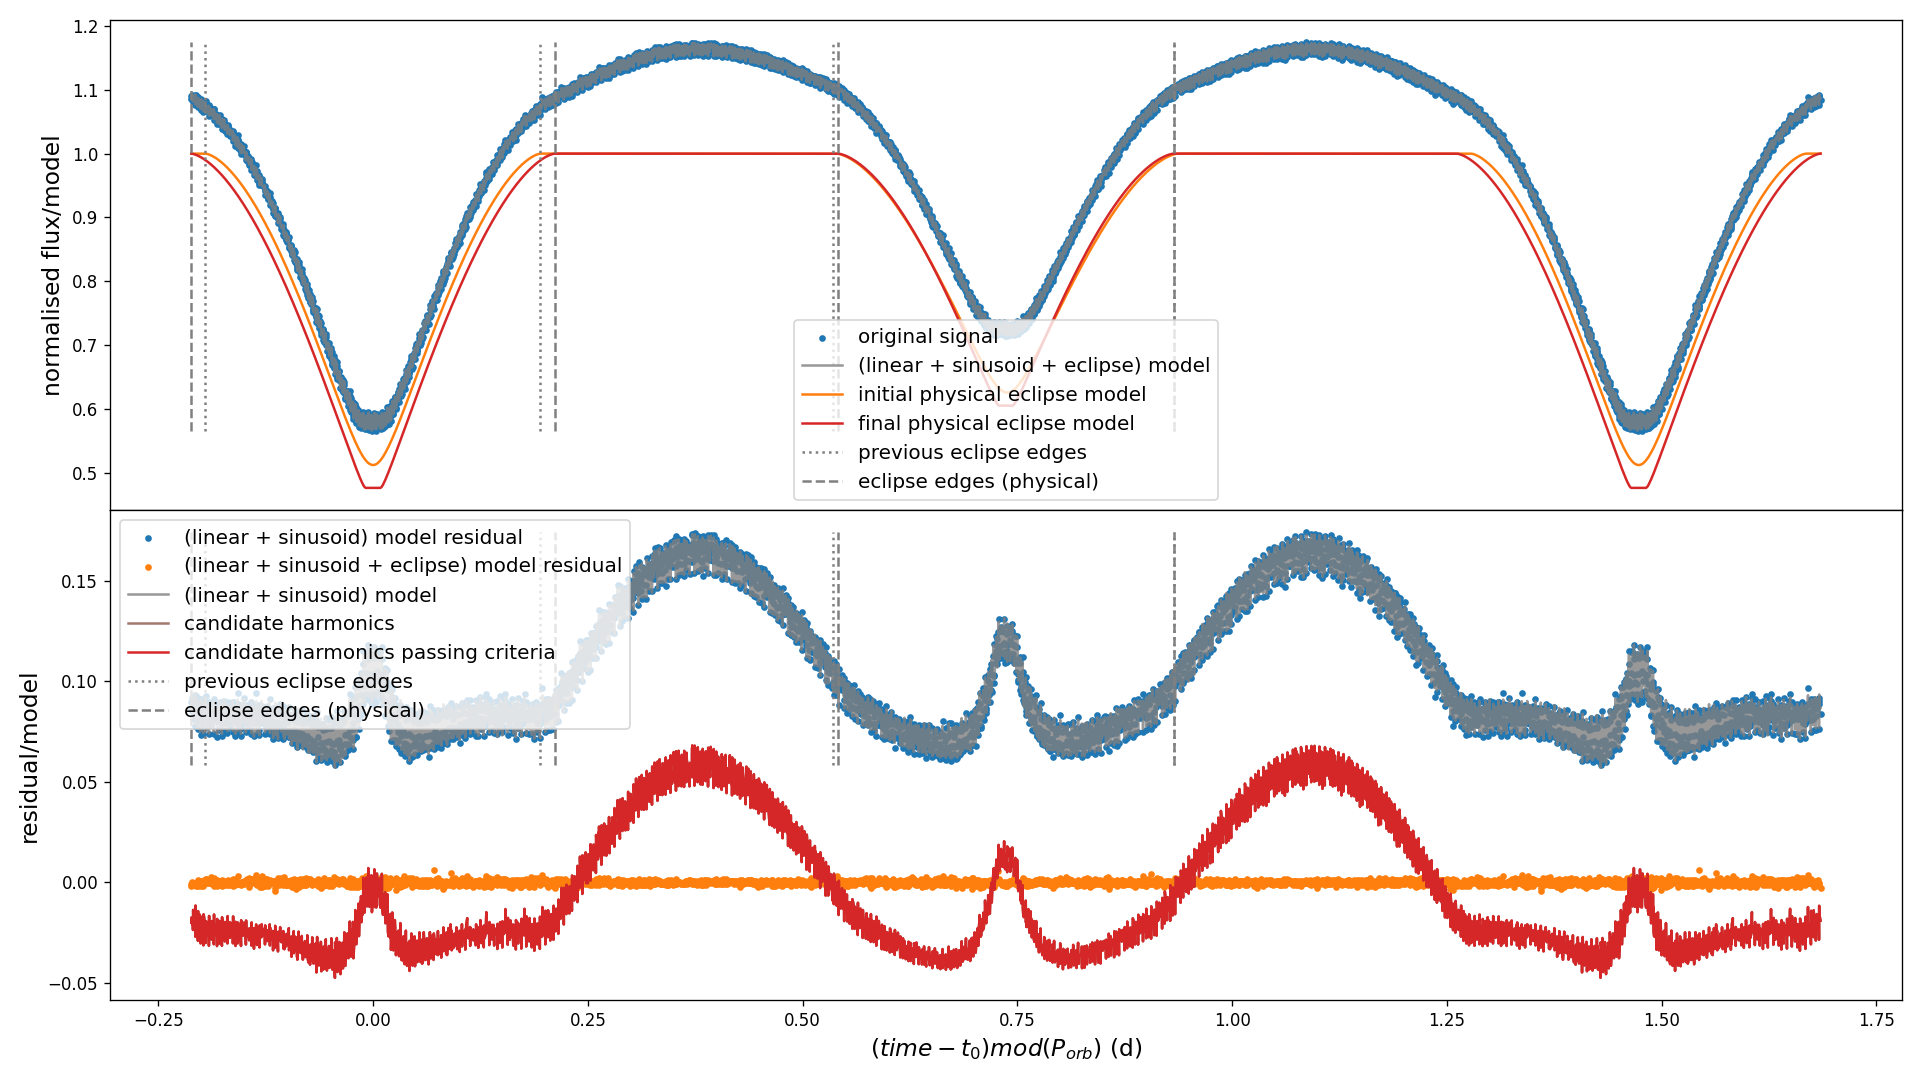 normalised flux/model
1.2
1.1
1.0
0.9
0.8
0.7
0.6
0.5
original signal
(linear + sinusoid + eclipse) model
initial physical eclipse model
final physical eclipse model
previous eclipse edges
eclipse edges (physical)
residual/model
0.15
0.10
0.05
0.00
−0.05
(linear + sinusoid) model residual
(linear + sinusoid + eclipse) model residual
(linear + sinusoid) model
candidate harmonics
candidate harmonics passing criteria
previous eclipse edges
eclipse edges (physical)
−0.25 0.00 0.25 0.50 0.75 1.00 1.25 1.50 1.75
(time − t₀)mod(Pₒᵣb) (d)